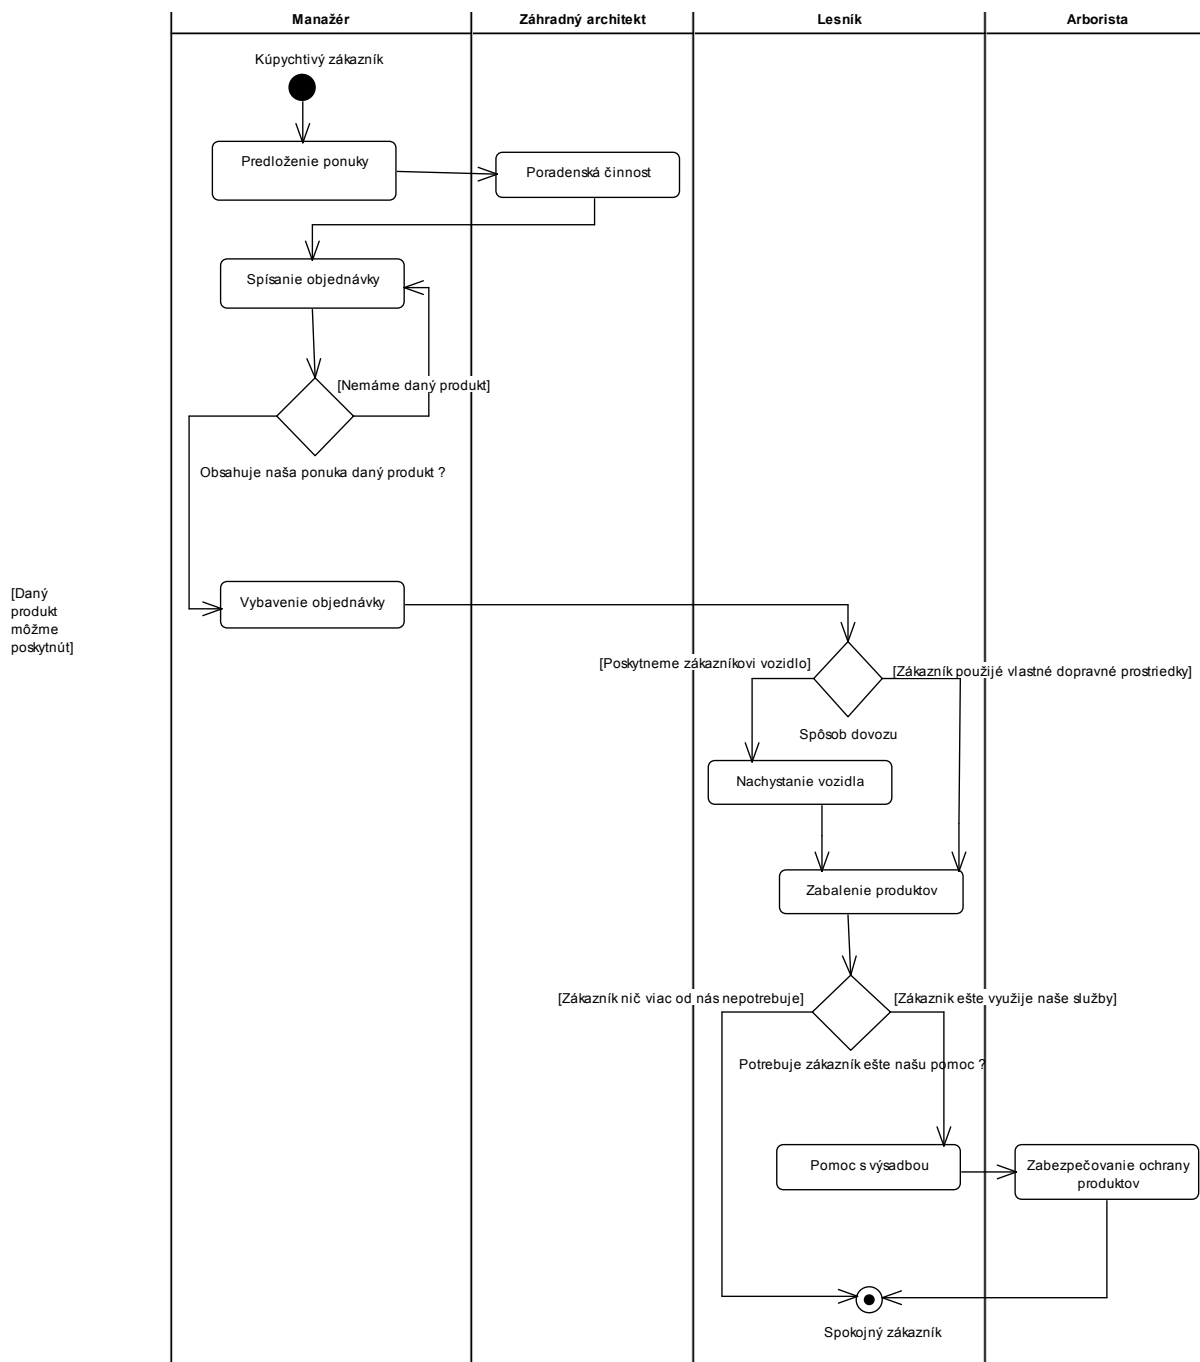 Manažér
Záhradný architekt
Lesník
Arborista
Kúpychtivý zákazník
Predloženie ponuky
Poradenská činnost
Spísanie objednávky
[Nemáme daný produkt]
Obsahuje naša ponuka daný produkt ?
[Daný
produkt
môžme
poskytnút]
Vybavenie objednávky
[Poskytneme zákazníkovi vozidlo]
[Zákazník použijé vlastné dopravné prostriedky]
Spôsob dovozu
Nachystanie vozidla
Zabalenie produktov
[Zákazník nič viac od nás nepotrebuje]
[Zákaznik ešte využije naše služby]
Potrebuje zákazník ešte našu pomoc ?
Pomoc s výsadbou
Zabezpečovanie ochrany
produktov
Spokojný zákazník